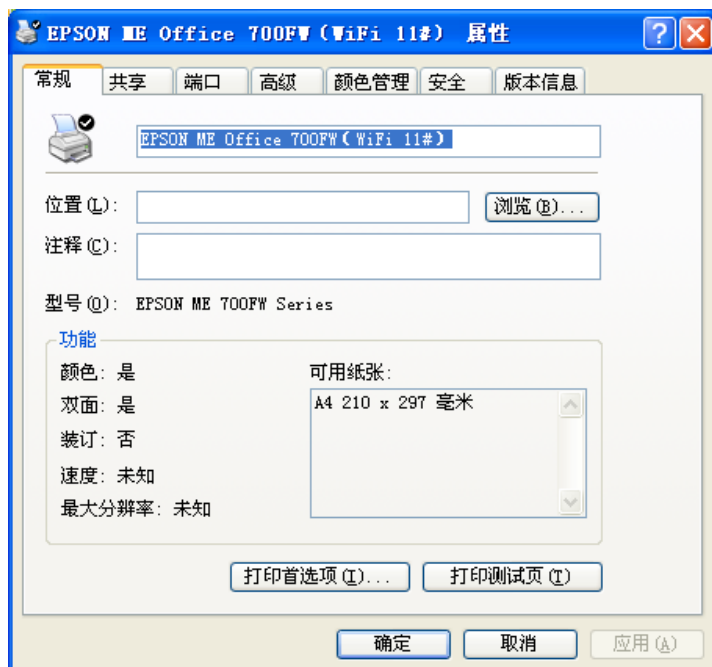 EPSON ME Office 700FW（WiFi 11#） 属性
常规 共享 端口 高级 颜色管理 安全 版本信息
EPSON ME Office 700FW（WiFi 11#）
位置(L):
浏览(B)...
注释(C):
型号(O): EPSON ME 700FW Series
功能
颜色: 是
双面: 是
装订: 否
速度: 未知
最大分辨率: 未知
可用纸张:
A4 210 x 297 毫米
打印首选项(I)... 打印测试页(T)
确定 取消 应用(A)